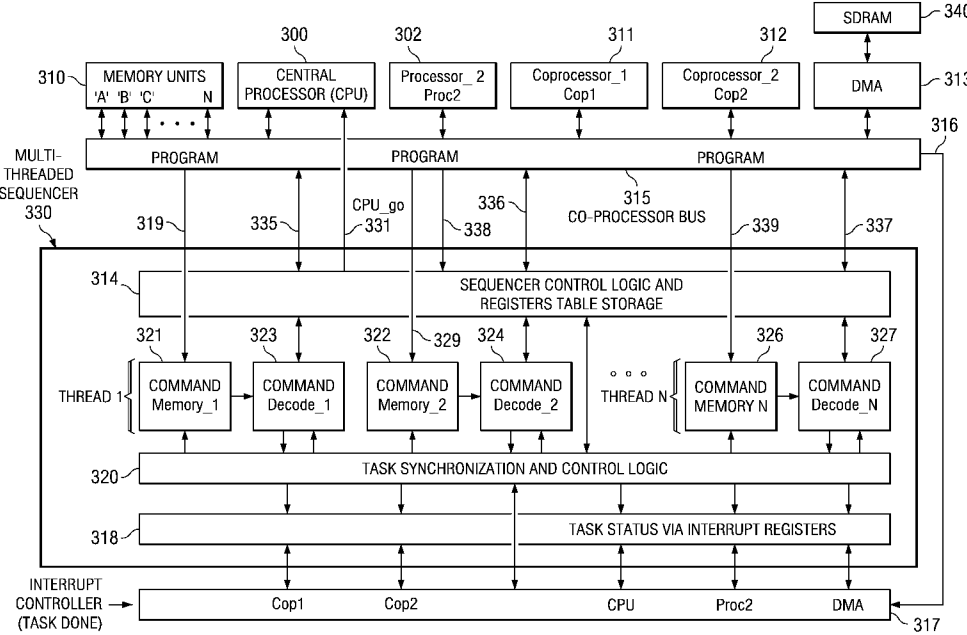 SDRAM 340
300 302 311 312
310 MEMORY UNITS 'A' 'B' 'C' N
CENTRAL PROCESSOR (CPU)
Processor_2 Proc2
Coprocessor_1 Cop1
Coprocessor_2 Cop2
DMA 313
316
PROGRAM PROGRAM PROGRAM
MULTI-
THREADED
SEQUENCER
330
315
CO-PROCESSOR BUS
319 335 CPU_go 331 338 336 339 337
314 SEQUENCER CONTROL LOGIC AND
REGISTERS TABLE STORAGE
321 323 322 329 324 326 327
THREAD 1
COMMAND Memory_1
COMMAND Decode_1
COMMAND Memory_2
COMMAND Decode_2
THREAD N
COMMAND MEMORY N
COMMAND Decode_N
320 TASK SYNCHRONIZATION AND CONTROL LOGIC
318 TASK STATUS VIA INTERRUPT REGISTERS
INTERRUPT
CONTROLLER
(TASK DONE)
Cop1 Cop2 CPU Proc2 DMA
317